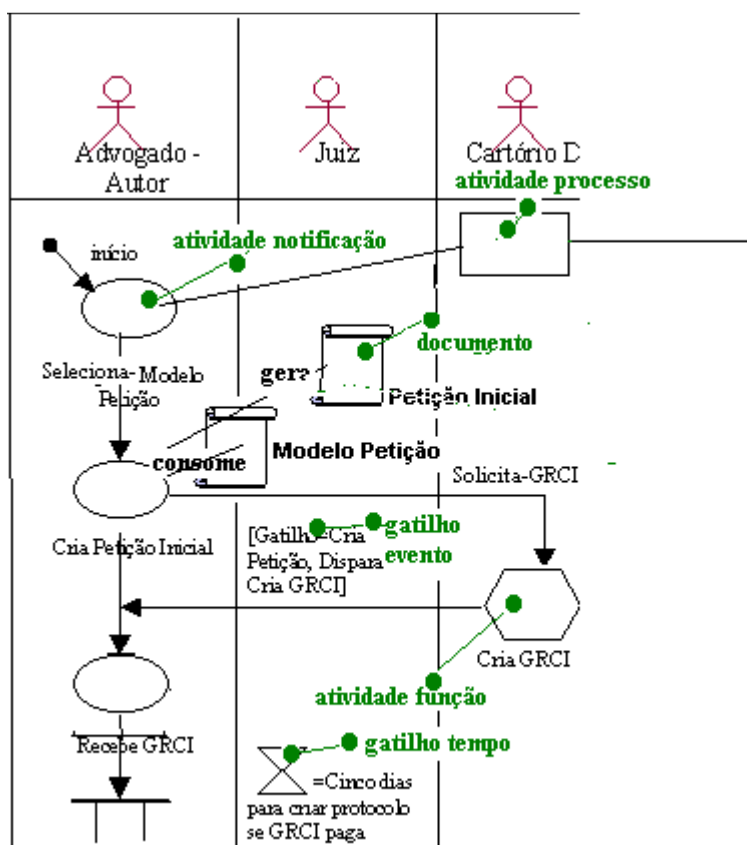 Advogado -
Autor
Juiz
Cartório D
atividade processo
atividade notificação
início
documento
Seleciona-Modelo
Petição
gera
Petição Inicial
Modelo Petição
consome
Solicita-GRCI
Cria Petição Inicial
[Gatilho=Cria
Petição, Dispara
Cria GRCI]
gatilho
evento
Cria GRCI
atividade função
Recebe GRCI
gatilho tempo
=Cinco dias
para criar protocolo
se GRCI paga